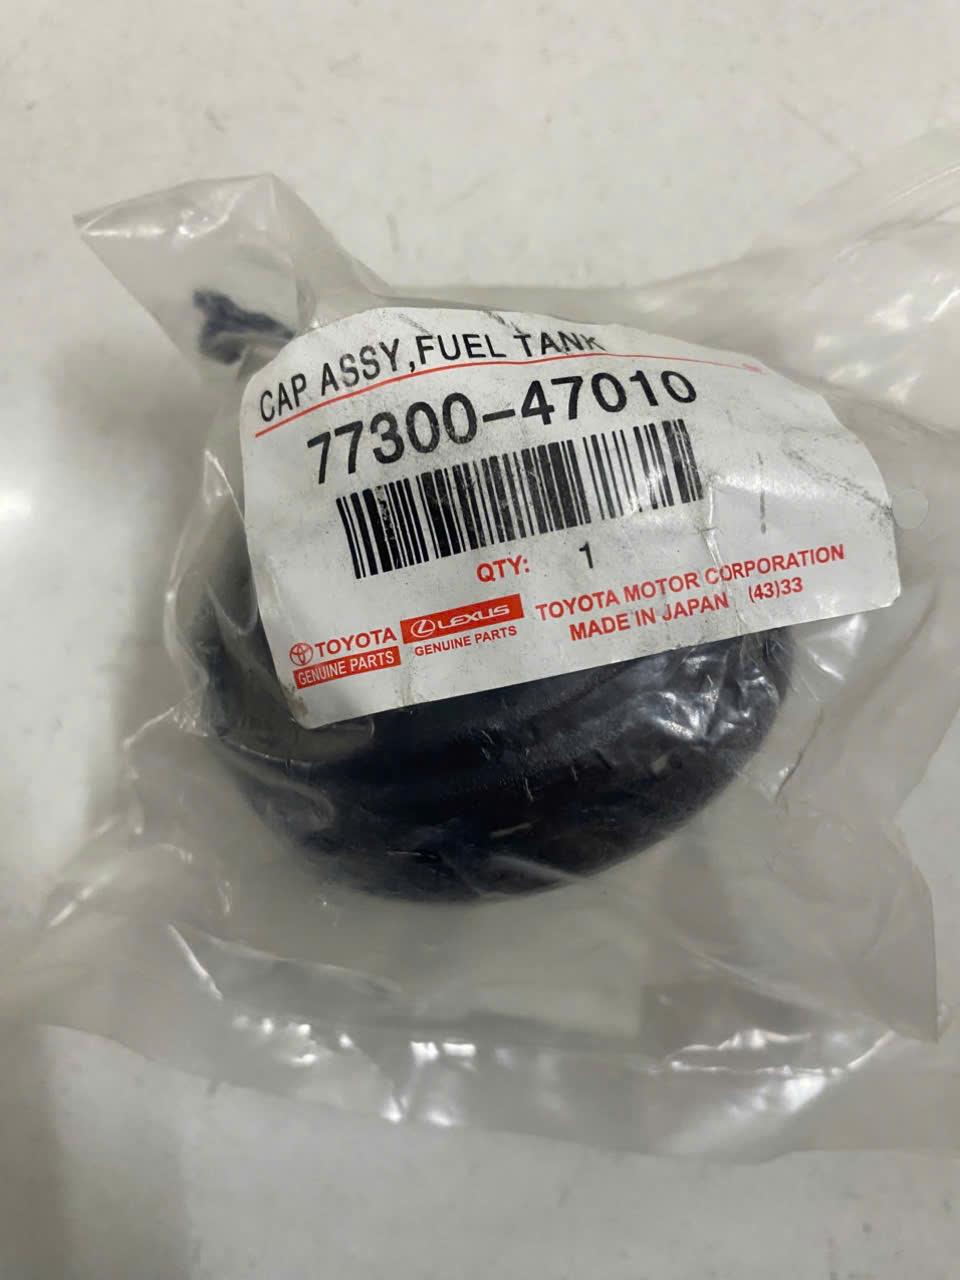 CAP ASSY,FUEL TANK
77300-47010
QTY: 1
TOYOTA
GENUINE PARTS
LEXUS
GENUINE PARTS
TOYOTA MOTOR CORPORATION
MADE IN JAPAN (43)33